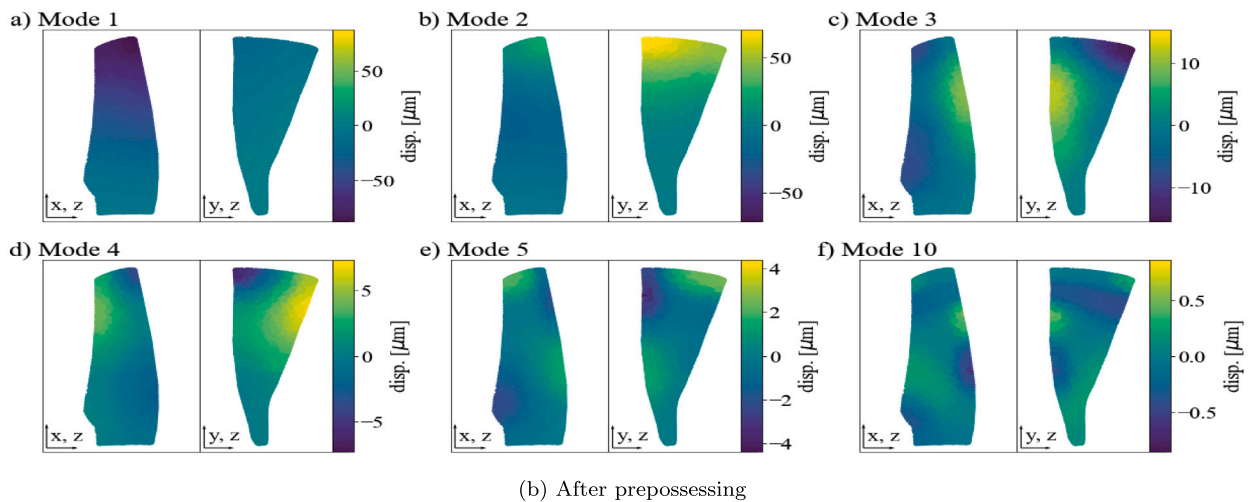 a) Mode 1
b) Mode 2
c) Mode 3
50
0
−50
disp. [μm]
x, z
y, z
50
0
−50
disp. [μm]
x, z
y, z
10
0
−10
disp. [μm]
x, z
y, z
d) Mode 4
e) Mode 5
f) Mode 10
5
0
−5
disp. [μm]
x, z
y, z
4
2
0
−2
−4
disp. [μm]
x, z
y, z
0.5
0.0
−0.5
disp. [μm]
x, z
y, z
(b) After prepossessing